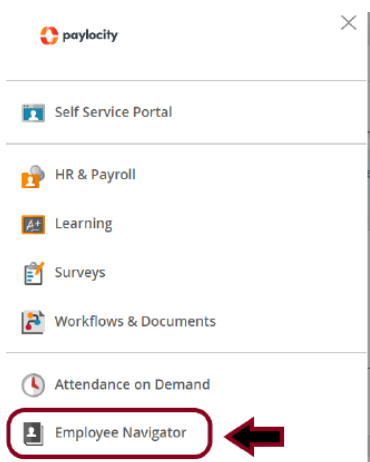 paylocity
Self Service Portal
HR & Payroll
A+
Learning
Surveys
Workflows & Documents
Attendance on Demand
Employee Navigator